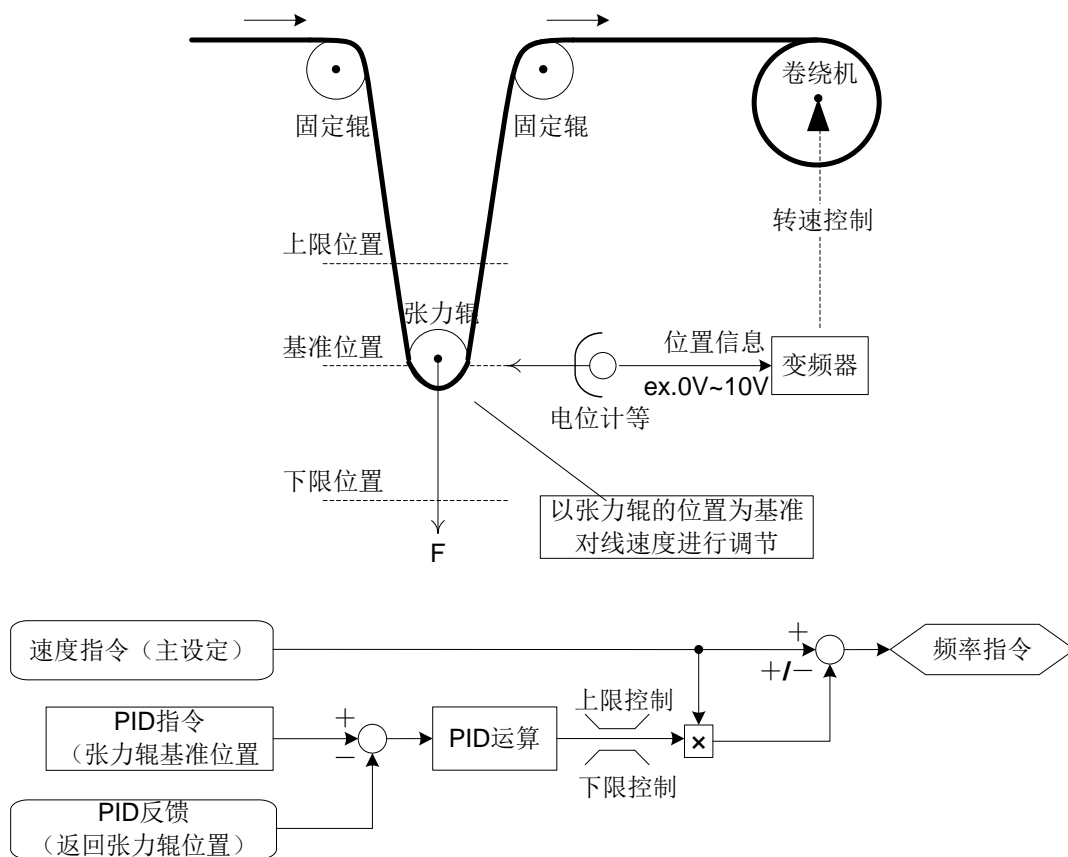 卷绕机
固定辊
固定辊
转速控制
上限位置
张力辊
基准位置
位置信息
ex.0V~10V
变频器
电位计等
下限位置
以张力辊的位置为基准
对线速度进行调节
F
速度指令（主设定）
+
+/−
频率指令
PID指令
（张力辊基准位置
+
−
PID运算
上限控制
×
下限控制
PID反馈
（返回张力辊位置）